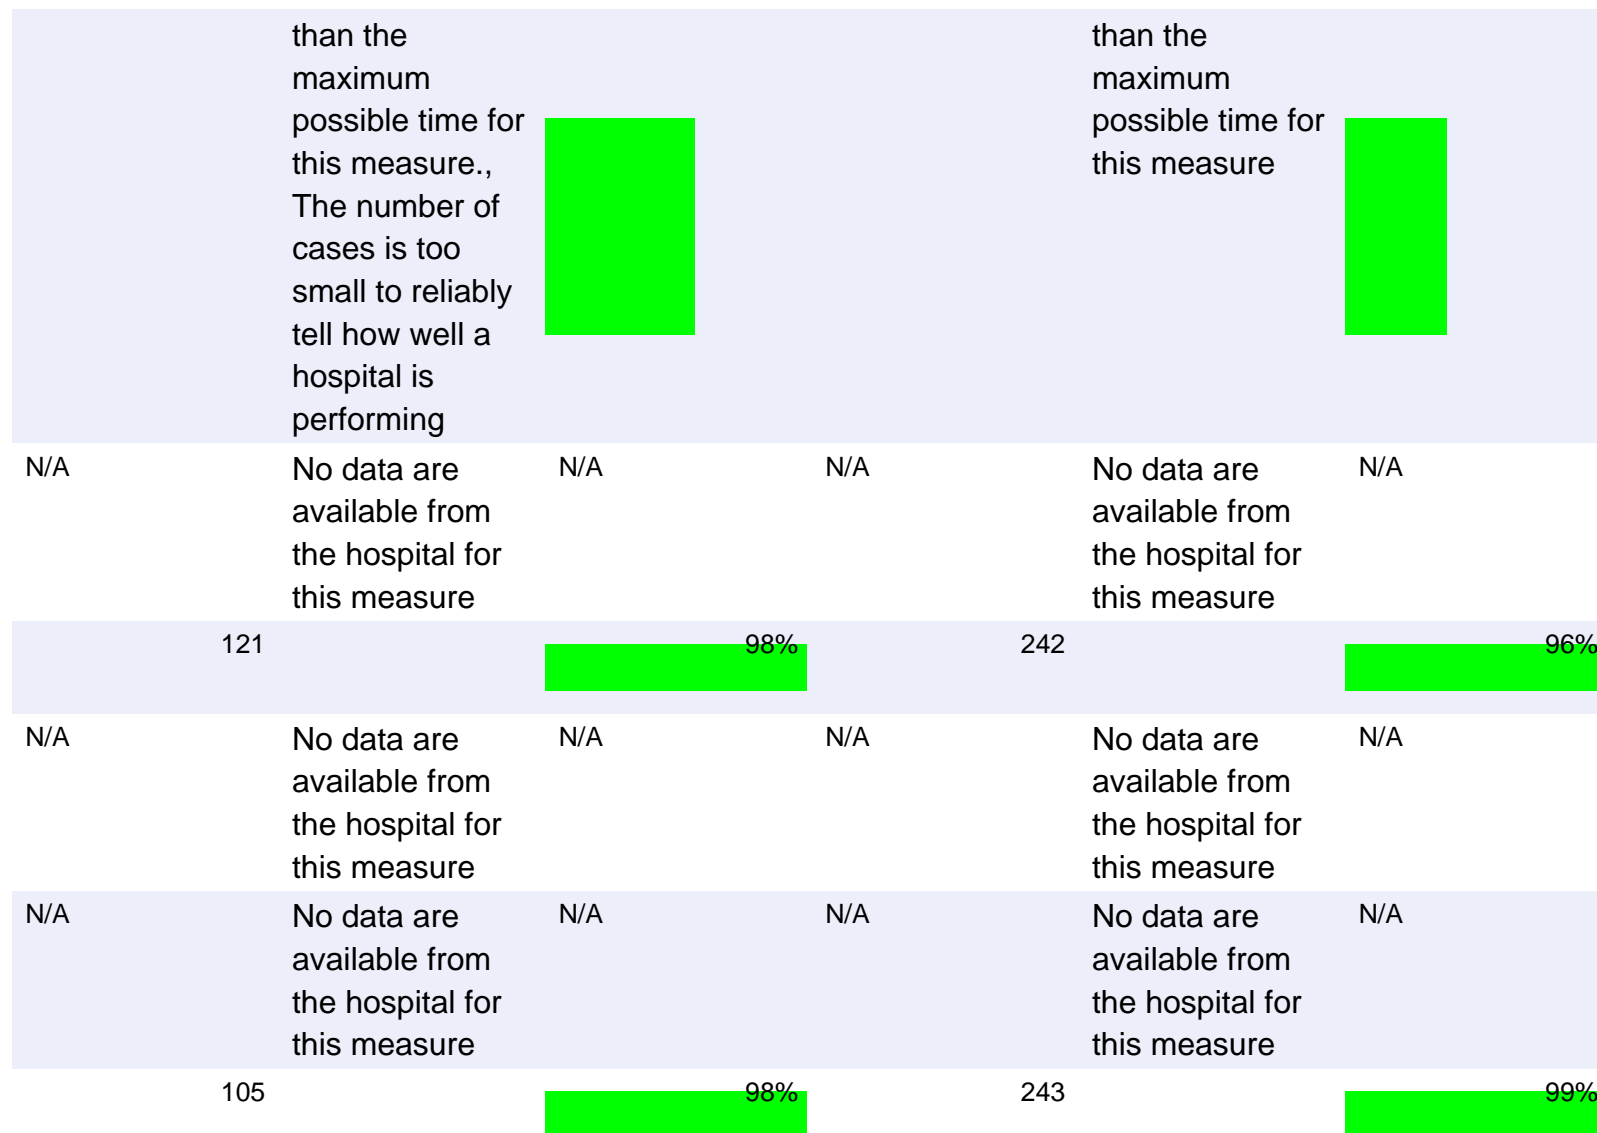 than the
maximum
possible time for
this measure.,
The number of
cases is too
small to reliably
tell how well a
hospital is
performing
than the
maximum
possible time for
this measure
N/A
No data are
available from
the hospital for
this measure
N/A
N/A
No data are
available from
the hospital for
this measure
N/A
121 98% 242 96%
N/A
No data are
available from
the hospital for
this measure
N/A
N/A
No data are
available from
the hospital for
this measure
N/A
N/A
No data are
available from
the hospital for
this measure
N/A
N/A
No data are
available from
the hospital for
this measure
N/A
105 98% 243 99%